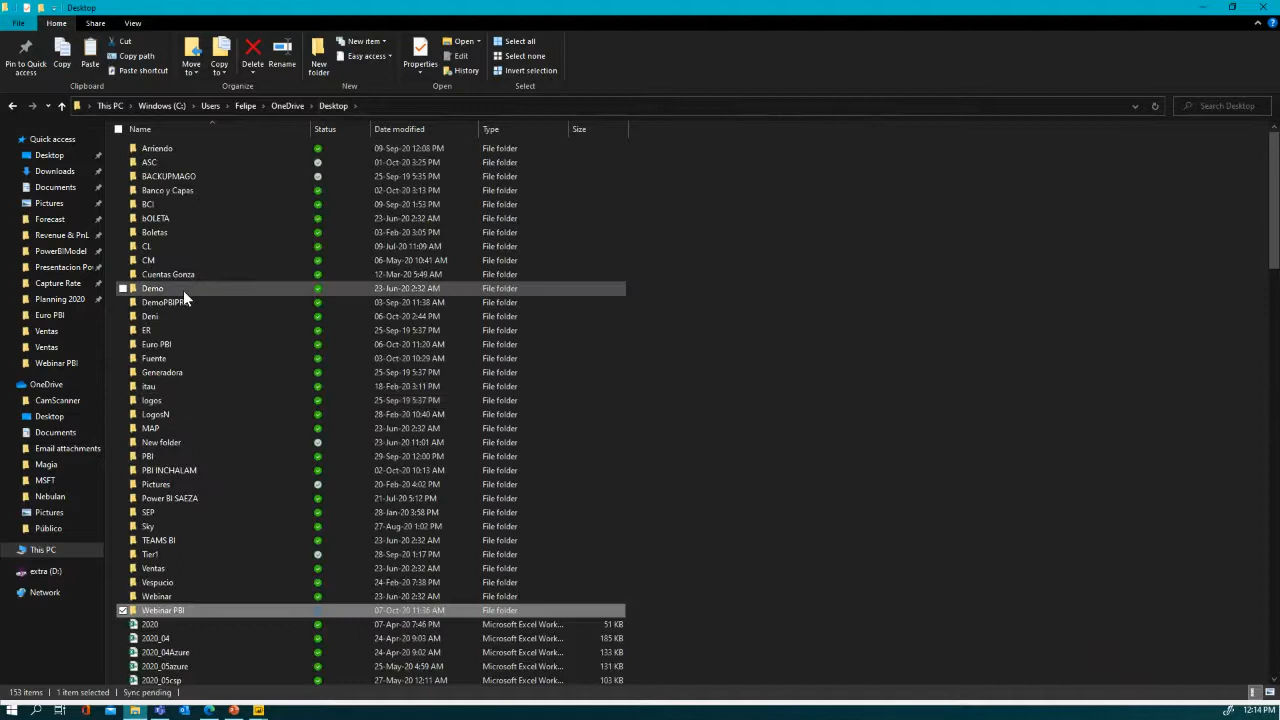 Desktop
File Home Share View
Pin to Quick access
Copy
Paste
Cut
Copy path
Paste shortcut
Clipboard
Move to
Copy to
Delete
Rename
Organize
New folder
New item
Easy access
New
Properties
Open
Edit
History
Open
Select all
Select none
Invert selection
Select
This PC > Windows (C:) > Users > Felipe > OneDrive > Desktop >
Search Desktop
Quick access
Desktop
Downloads
Documents
Pictures
Forecast
Revenue & PnL
PowerBIModel
Presentacion Po
Capture Rate
Planning 2020
Euro PBI
Ventas
Ventas
Webinar PBI
OneDrive
CamScanner
Desktop
Documents
Email attachments
Magia
MSFT
Nebulan
Pictures
Público
This PC
extra (D:)
Network
Name Status Date modified Type Size
Arriendo 09-Sep-20 12:08 PM File folder
ASC 01-Oct-20 3:25 PM File folder
BACKUPMAGO 25-Sep-19 5:35 PM File folder
Banco y Capas 02-Oct-20 3:13 PM File folder
BCI 09-Sep-20 1:53 PM File folder
bOLETA 23-Jun-20 2:32 AM File folder
Boletas 03-Feb-20 3:05 PM File folder
CL 09-Jul-20 11:09 AM File folder
CM 06-May-20 10:41 AM File folder
Cuentas Gonza 12-Mar-20 5:49 AM File folder
Demo 23-Jun-20 2:32 AM File folder
DemoPBIPR 03-Sep-20 11:38 AM File folder
Deni 06-Oct-20 2:44 PM File folder
ER 25-Sep-19 5:37 PM File folder
Euro PBI 06-Oct-20 11:20 AM File folder
Fuente 03-Oct-20 10:29 AM File folder
Generadora 25-Sep-19 5:37 PM File folder
itau 18-Feb-20 3:11 PM File folder
logos 25-Sep-19 5:37 PM File folder
LogosN 28-Feb-20 10:40 AM File folder
MAP 23-Jun-20 2:32 AM File folder
New folder 23-Jun-20 11:01 AM File folder
PBI 29-Sep-20 12:00 PM File folder
PBI INCHALAM 02-Oct-20 10:13 AM File folder
Pictures 20-Feb-20 4:02 PM File folder
Power BI SAEZA 21-Jul-20 5:12 PM File folder
SEP 28-Jan-20 3:58 PM File folder
Sky 27-Aug-20 1:02 PM File folder
TEAMS BI 23-Jun-20 2:32 AM File folder
Tier1 28-Sep-20 1:17 PM File folder
Ventas 23-Jun-20 2:32 AM File folder
Vespucio 24-Feb-20 7:38 PM File folder
Webinar 23-Jun-20 2:32 AM File folder
Webinar PBI 07-Oct-20 11:36 AM File folder
2020 07-Apr-20 7:46 PM Microsoft Excel Work... 51 KB
2020_04 24-Apr-20 9:03 AM Microsoft Excel Work... 185 KB
2020_04Azure 24-Apr-20 9:02 AM Microsoft Excel Work... 133 KB
2020_05azure 25-May-20 4:59 AM Microsoft Excel Work... 131 KB
2020_05csp 27-May-20 12:11 AM Microsoft Excel Work... 103 KB
153 items 1 item selected Sync pending
12:14 PM